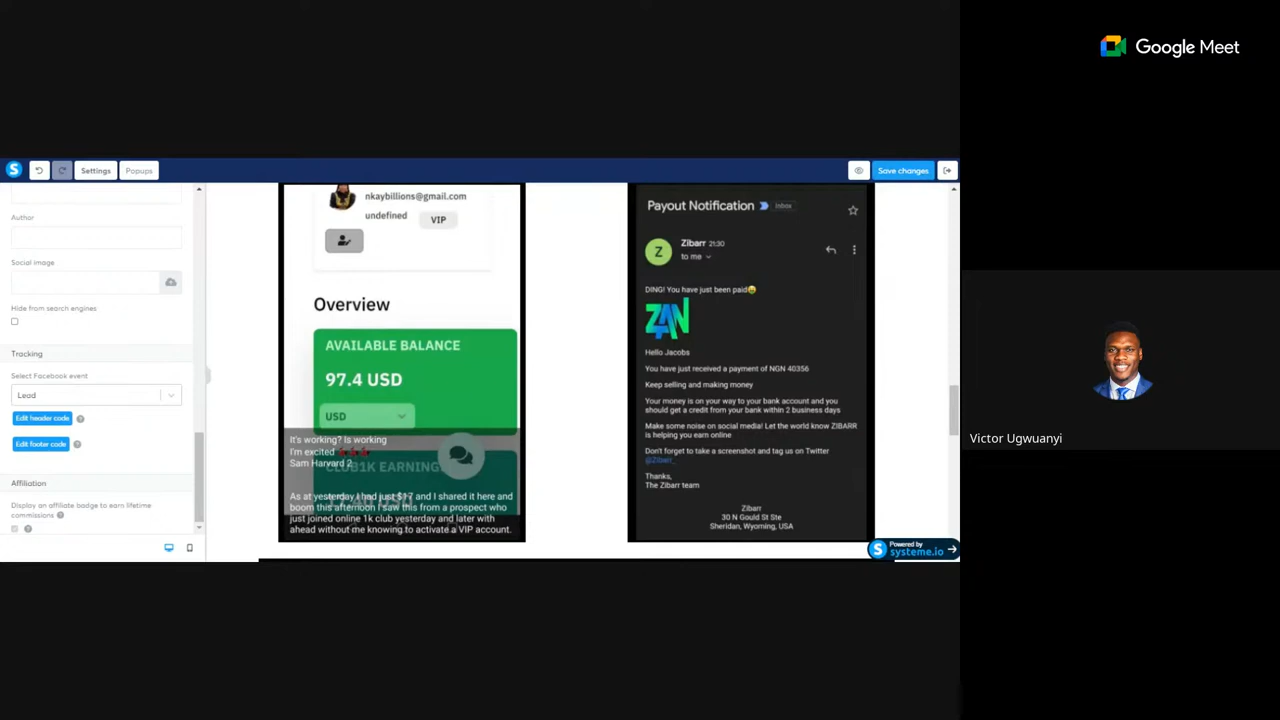 Google Meet
Settings
Popups
Save changes
Author
Social image
Hide from search engines
Tracking
Select Facebook event
Lead
Edit header code
Edit footer code
Affiliation
Display an affiliate badge to earn lifetime
commissions
nkaybillions@gmail.com
undefined
VIP
Overview
AVAILABLE BALANCE
97.4 USD
USD
CLUB1K EARNING
It's working? Is working
I'm excited
Sam Harvard 2
As at yesterday I had just $17 and I shared it here and
boom this afternoon I saw this from a prospect who
just joined online 1k club yesterday and later with
ahead without me knowing to activate a VIP account.
Payout Notification
Inbox
Z
Zibarr 21:30
to me
DING! You have just been paid😄
Hello Jacobs
You have just received a payment of NGN 40356
Keep selling and making money
Your money is on your way to your bank account and you
should get a credit from your bank within 2 business days
Make some noise on social media! Let the world know ZIBARR
is helping you earn online
Don't forget to take a screenshot and tag us on Twitter
@Zibarr_
Thanks,
The Zibarr team
Zibarr
30 N Gould St Ste
Sheridan, Wyoming, USA
Powered by
systeme.io
Victor Ugwuanyi